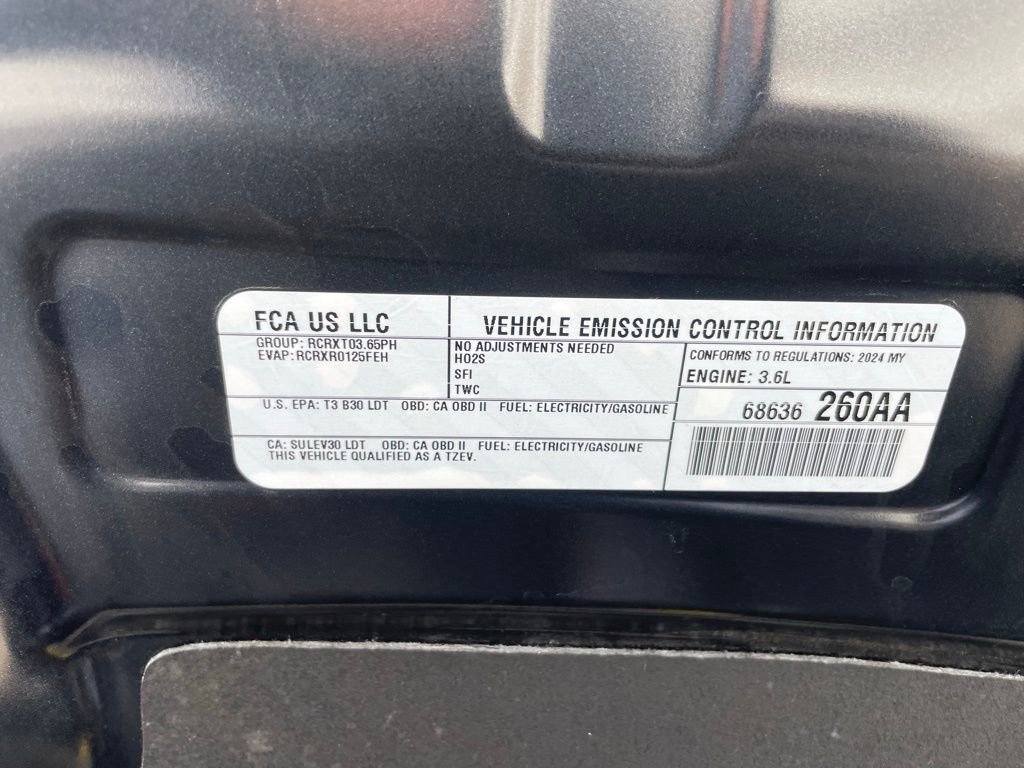 FCA US LLC
VEHICLE EMISSION CONTROL INFORMATION
GROUP: RCRXT03.65PH
EVAP: RCRXR0125FEH
NO ADJUSTMENTS NEEDED
HO2S
SFI
TWC
CONFORMS TO REGULATIONS: 2024 MY
ENGINE: 3.6L
U.S. EPA: T3 B30 LDT OBD: CA OBD II FUEL: ELECTRICITY/GASOLINE
68636 260AA
CA: SULEV30 LDT OBD: CA OBD II FUEL: ELECTRICITY/GASOLINE
THIS VEHICLE QUALIFIED AS A TZEV.